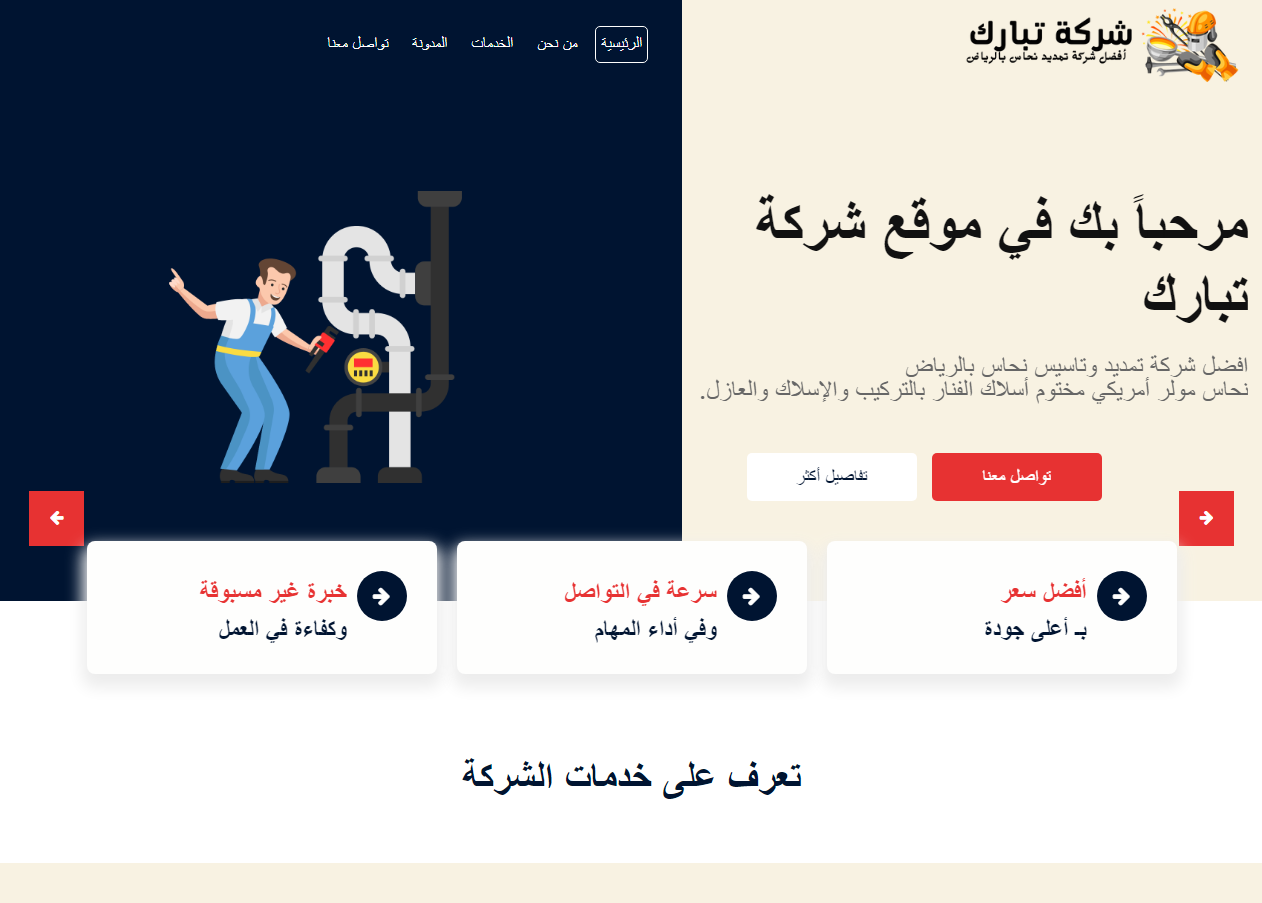 شركة تبارك
أفضل شركة تمديد نحاس بالرياض
الرئيسية
من نحن
الخدمات
المدونة
تواصل معنا
مرحباً بك في موقع شركة
تبارك
افضل شركة تمديد وتاسيس نحاس بالرياض
نحاس مولر أمريكي مختوم أسلاك الفنار بالتركيب والإسلاك والعازل.
تواصل معنا
تفاصيل أكثر
أفضل سعر
بـ أعلى جودة
سرعة في التواصل
وفي أداء المهام
خبرة غير مسبوقة
وكفاءة في العمل
تعرف على خدمات الشركة